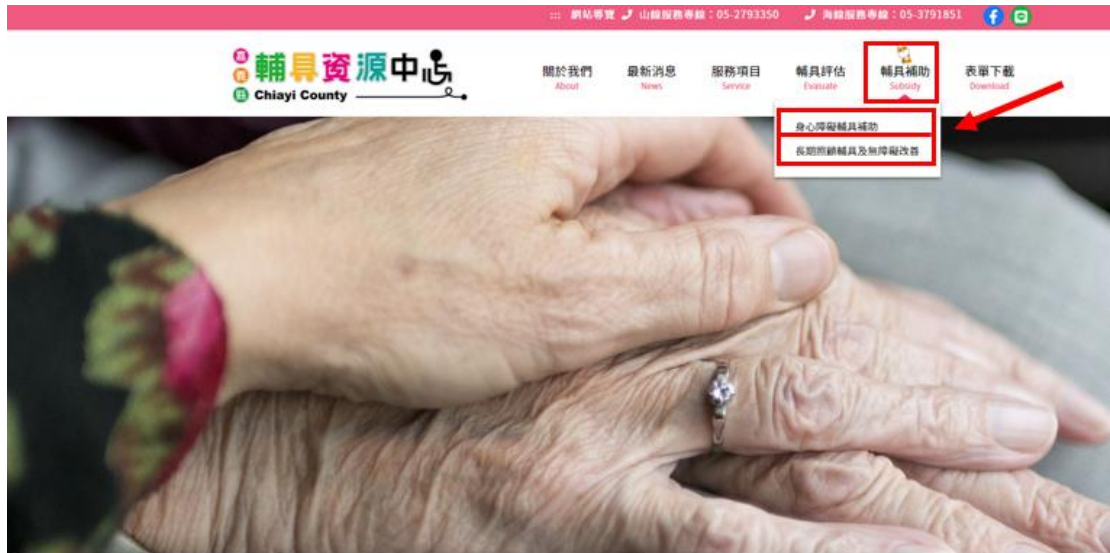 ::: 網站導覽 山線服務專線：05-2793350 海線服務專線：05-3791851
嘉義縣 輔具資源中心
Chiayi County
關於我們 最新消息 服務項目 輔具評估 輔具補助 表單下載
About News Service Evaluate Subsidy Download
身心障礙輔具補助
長期照顧輔具及無障礙改善